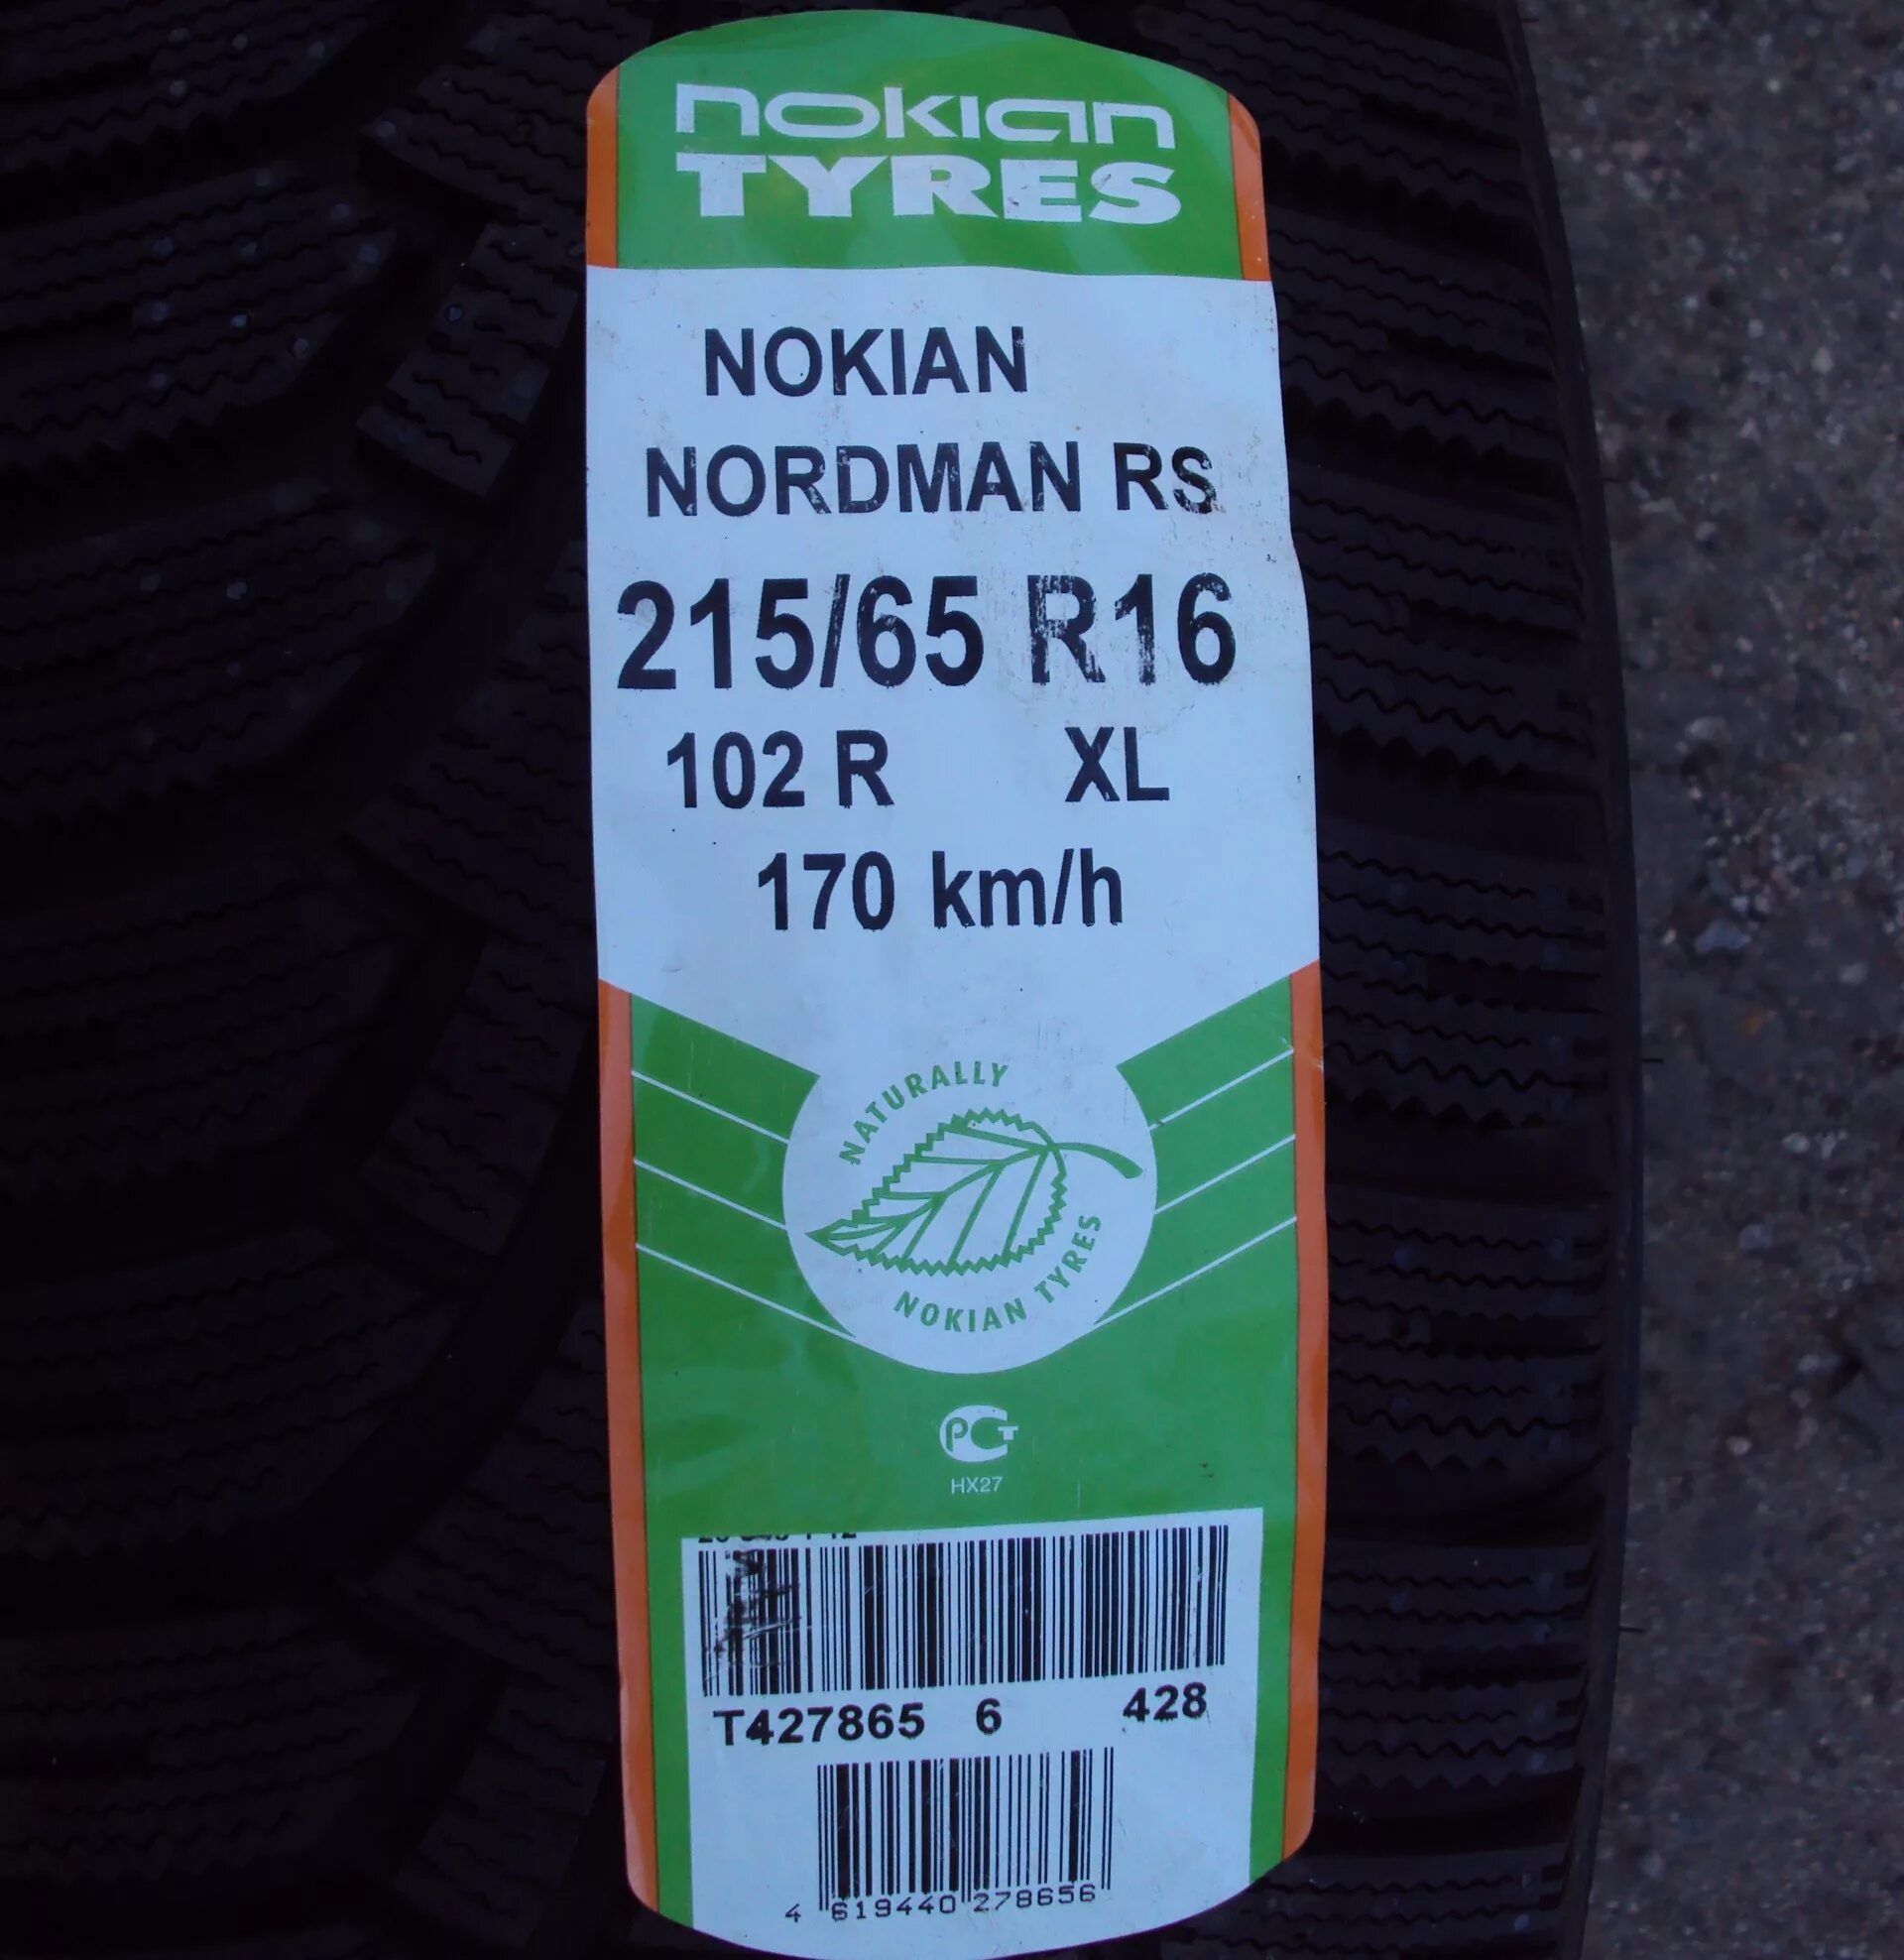 nokian
TYRES
NOKIAN
NORDMAN RS
215/65 R16
102 R XL
170 km/h
NATURALLY
NOKIAN TYRES
РСТ
HX27
T427865 6 428
4 619440 278656